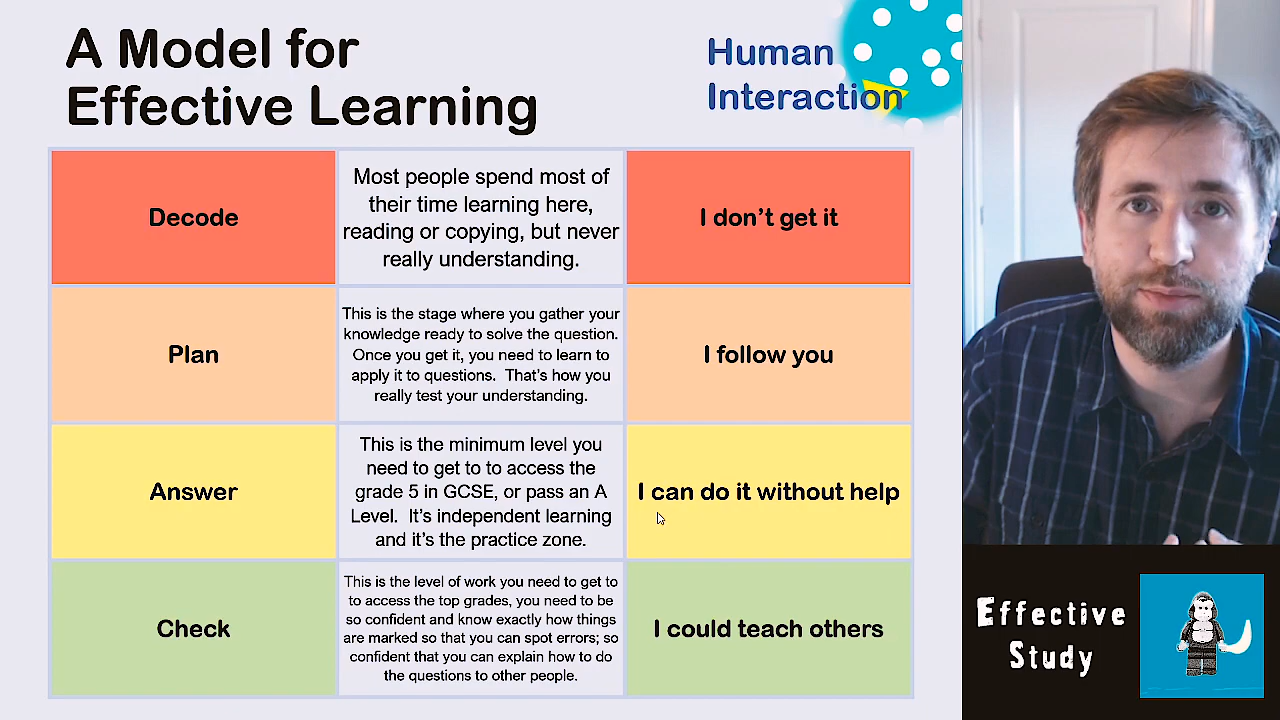 A Model for
Effective Learning
Human
Interaction
Decode
Most people spend most of
their time learning here,
reading or copying, but never
really understanding.
I don’t get it
Plan
This is the stage where you gather your
knowledge ready to solve the question.
Once you get it, you need to learn to
apply it to questions.  That’s how you
really test your understanding.
I follow you
Answer
This is the minimum level you
need to get to to access the
grade 5 in GCSE, or pass an A
Level.  It’s independent learning
and it’s the practice zone.
I can do it without help
Check
This is the level of work you need to get to
to access the top grades, you need to be
so confident and know exactly how things
are marked so that you can spot errors; so
confident that you can explain how to do
the questions to other people.
I could teach others
Effective
Study